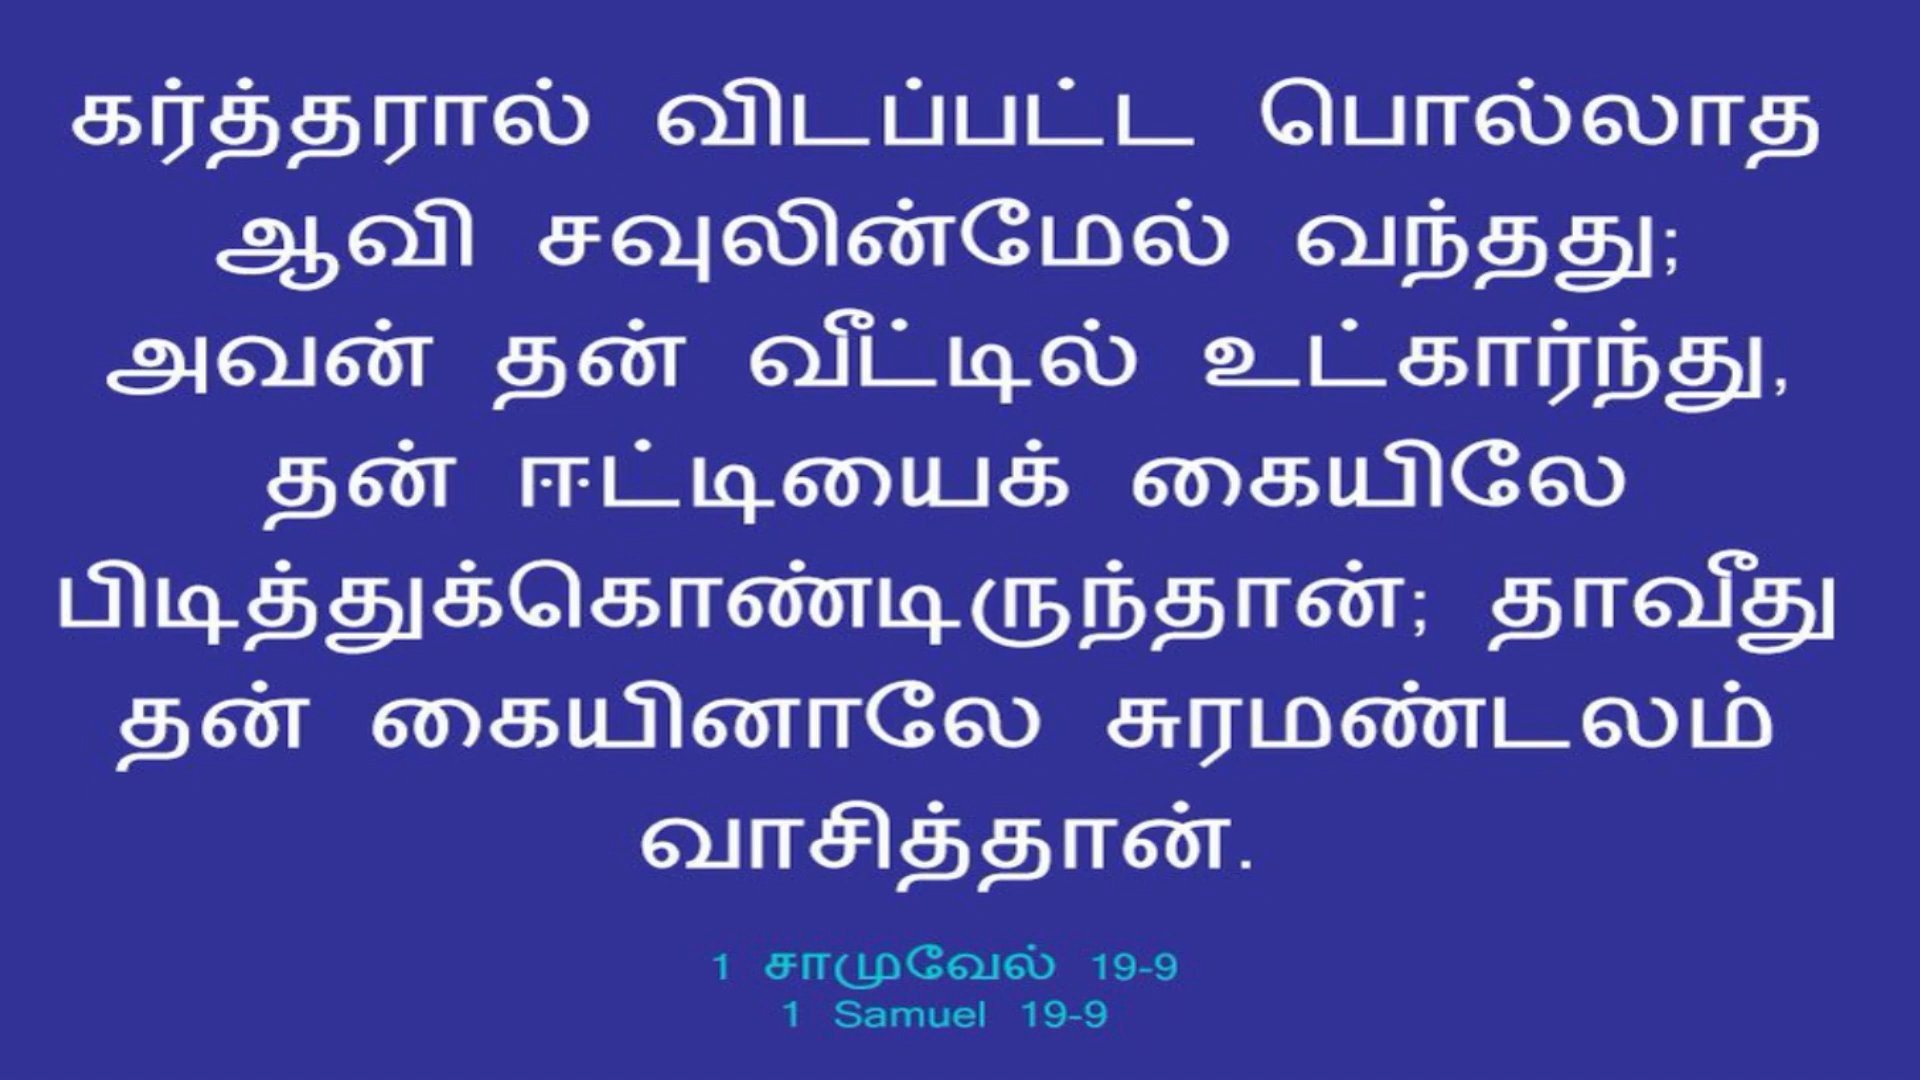 கர்த்தரால் விடப்பட்ட பொல்லாத
ஆவி சவுலின்மேல் வந்தது;
அவன் தன் வீட்டில் உட்கார்ந்து,
தன் ஈட்டியைக் கையிலே
பிடித்துக்கொண்டிருந்தான்; தாவீது
தன் கையினாலே சுரமண்டலம்
வாசித்தான்.
1 சாமுவேல் 19-9
1 Samuel 19-9